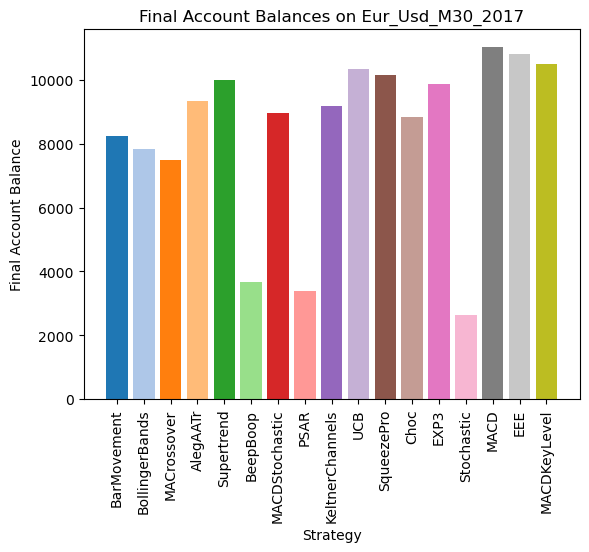 Final Account Balances on Eur_Usd_M30_2017
Final Account Balance
10000
8000
6000
4000
2000
0
BarMovement
BollingerBands
MACrossover
AlegAATr
Supertrend
BeepBoop
MACDStochastic
PSAR
KeltnerChannels
UCB
SqueezePro
Choc
EXP3
Stochastic
MACD
EEE
MACDKeyLevel
Strategy